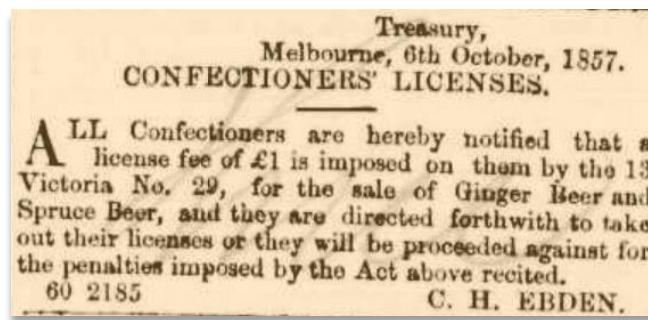 Treasury,
Melbourne, 6th October, 1857.
CONFECTIONERS' LICENSES.
ALL Confectioners are hereby notified that a
license fee of £1 is imposed on them by the 13
Victoria No. 29, for the sale of Ginger Beer and
Spruce Beer, and they are directed forthwith to take
out their licenses or they will be proceeded against for
the penalties imposed by the Act above recited.
60 2185
C. H. EBDEN.